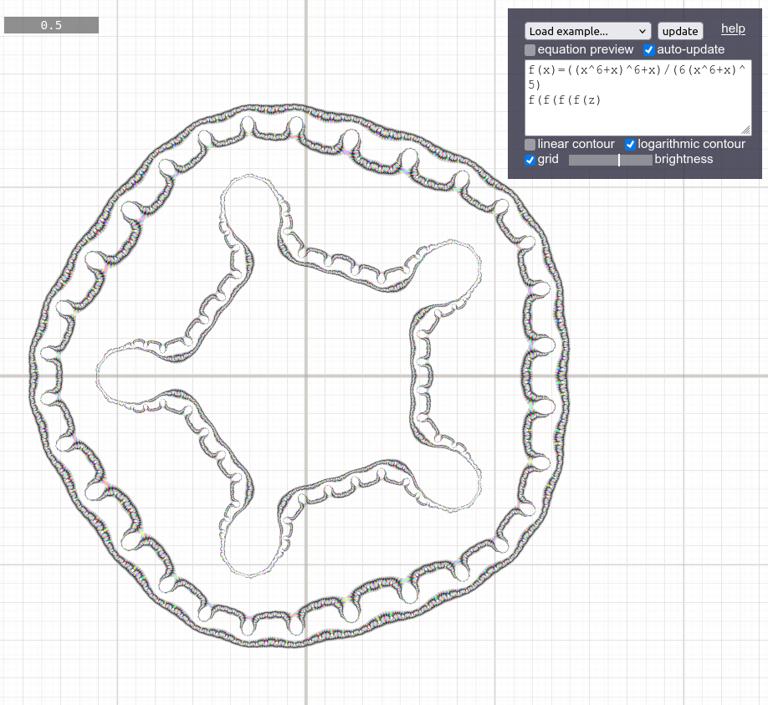 0.5
Load example... update help
equation preview auto-update
f(x)=((x^6+x)^6+x)/(6(x^6+x)^
5)
f(f(f(f(z)
linear contour logarithmic contour
grid brightness